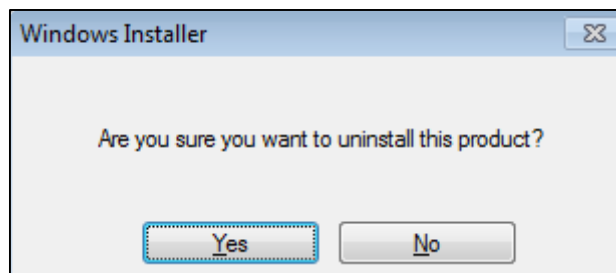 Windows Installer
Are you sure you want to uninstall this product?
Yes
No